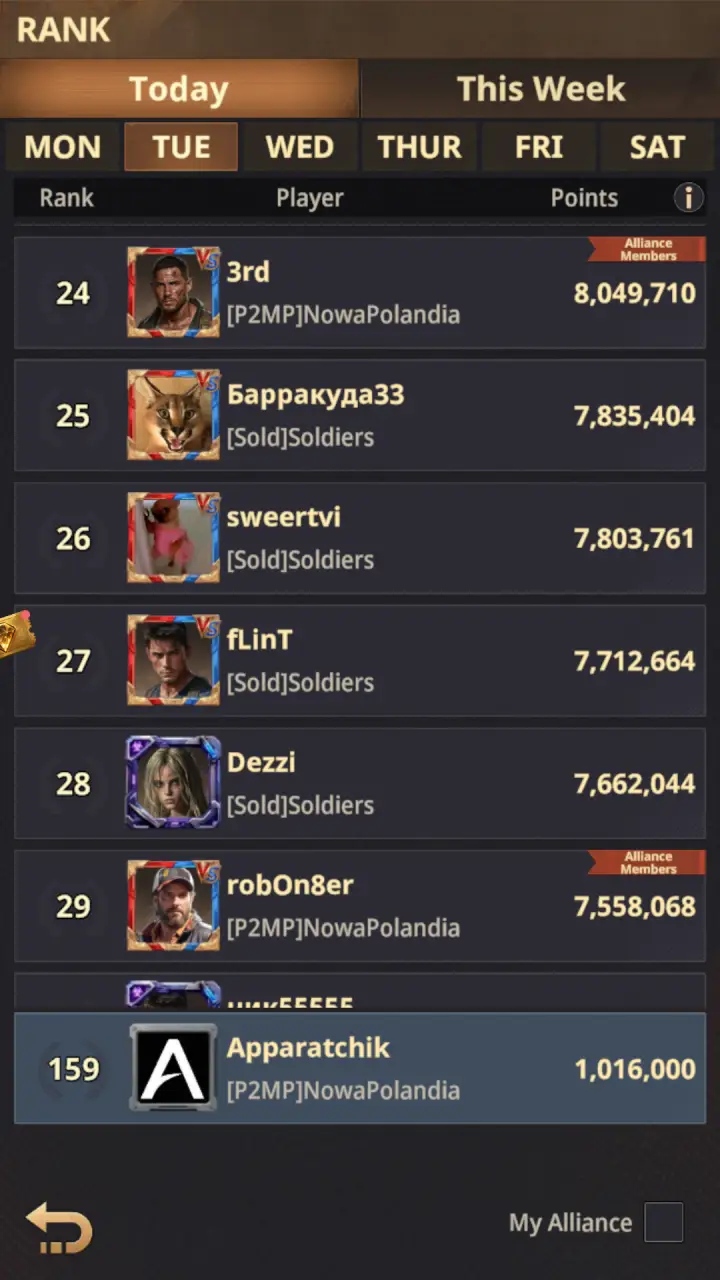 RANK
Today
This Week
MON
TUE
WED
THUR
FRI
SAT
Rank
Player
Points
Alliance
Members
24
3rd
[P2MP]NowaPolandia
8,049,710
25
Барракуда33
[Sold]Soldiers
7,835,404
26
sweertvi
[Sold]Soldiers
7,803,761
27
fLinT
[Sold]Soldiers
7,712,664
28
Dezzi
[Sold]Soldiers
7,662,044
Alliance
Members
29
robOn8er
[P2MP]NowaPolandia
7,558,068
159
Apparatchik
[P2MP]NowaPolandia
1,016,000
My Alliance